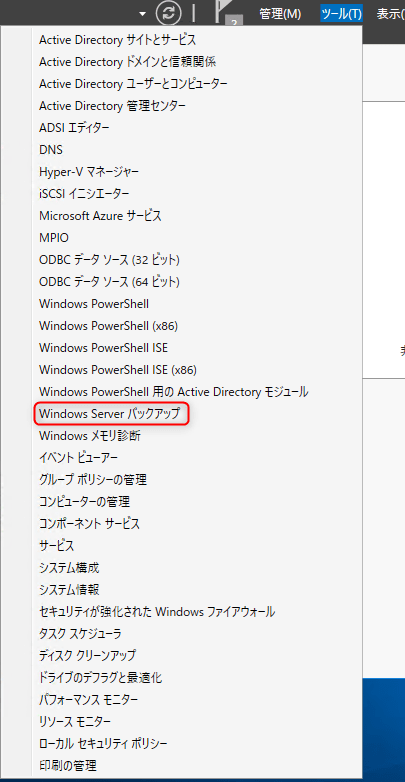 管理(M) ツール(T) 表示(
2
Active Directory サイトとサービス
Active Directory ドメインと信頼関係
Active Directory ユーザーとコンピューター
Active Directory 管理センター
ADSI エディター
DNS
Hyper-V マネージャー
iSCSI イニシエーター
Microsoft Azure サービス
MPIO
ODBC データ ソース (32 ビット)
ODBC データ ソース (64 ビット)
Windows PowerShell
Windows PowerShell (x86)
Windows PowerShell ISE
Windows PowerShell ISE (x86)
Windows PowerShell 用の Active Directory モジュール
Windows Server バックアップ
Windows メモリ診断
イベント ビューアー
グループ ポリシーの管理
コンピューターの管理
コンポーネント サービス
サービス
システム構成
システム情報
セキュリティが強化された Windows ファイアウォール
タスク スケジューラ
ディスク クリーンアップ
ドライブのデフラグと最適化
パフォーマンス モニター
リソース モニター
ローカル セキュリティ ポリシー
印刷の管理